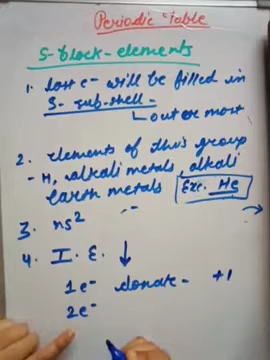 Periodic table
S-block-elements
1. last e⁻ will be filled in
S-sub-shell-
outer most
2. elements of this group
- H, alkali metals, alkali
earth metals Exc. He
3. ns²
4. I. E. ↓
1e⁻ donate - +1
2e⁻